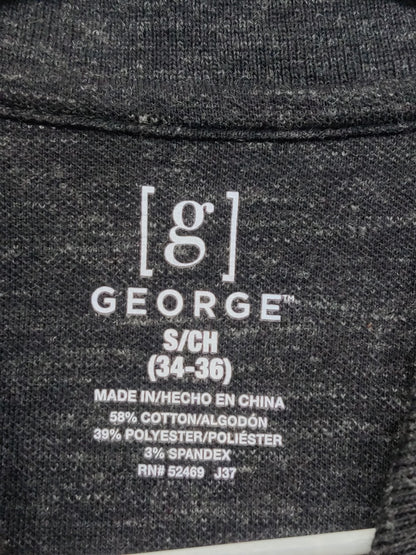 [g]
GEORGE™
S/CH
(34-36)
MADE IN/HECHO EN CHINA
58% COTTON/ALGODÓN
39% POLYESTER/POLIÉSTER
3% SPANDEX
RN# 52469 J37